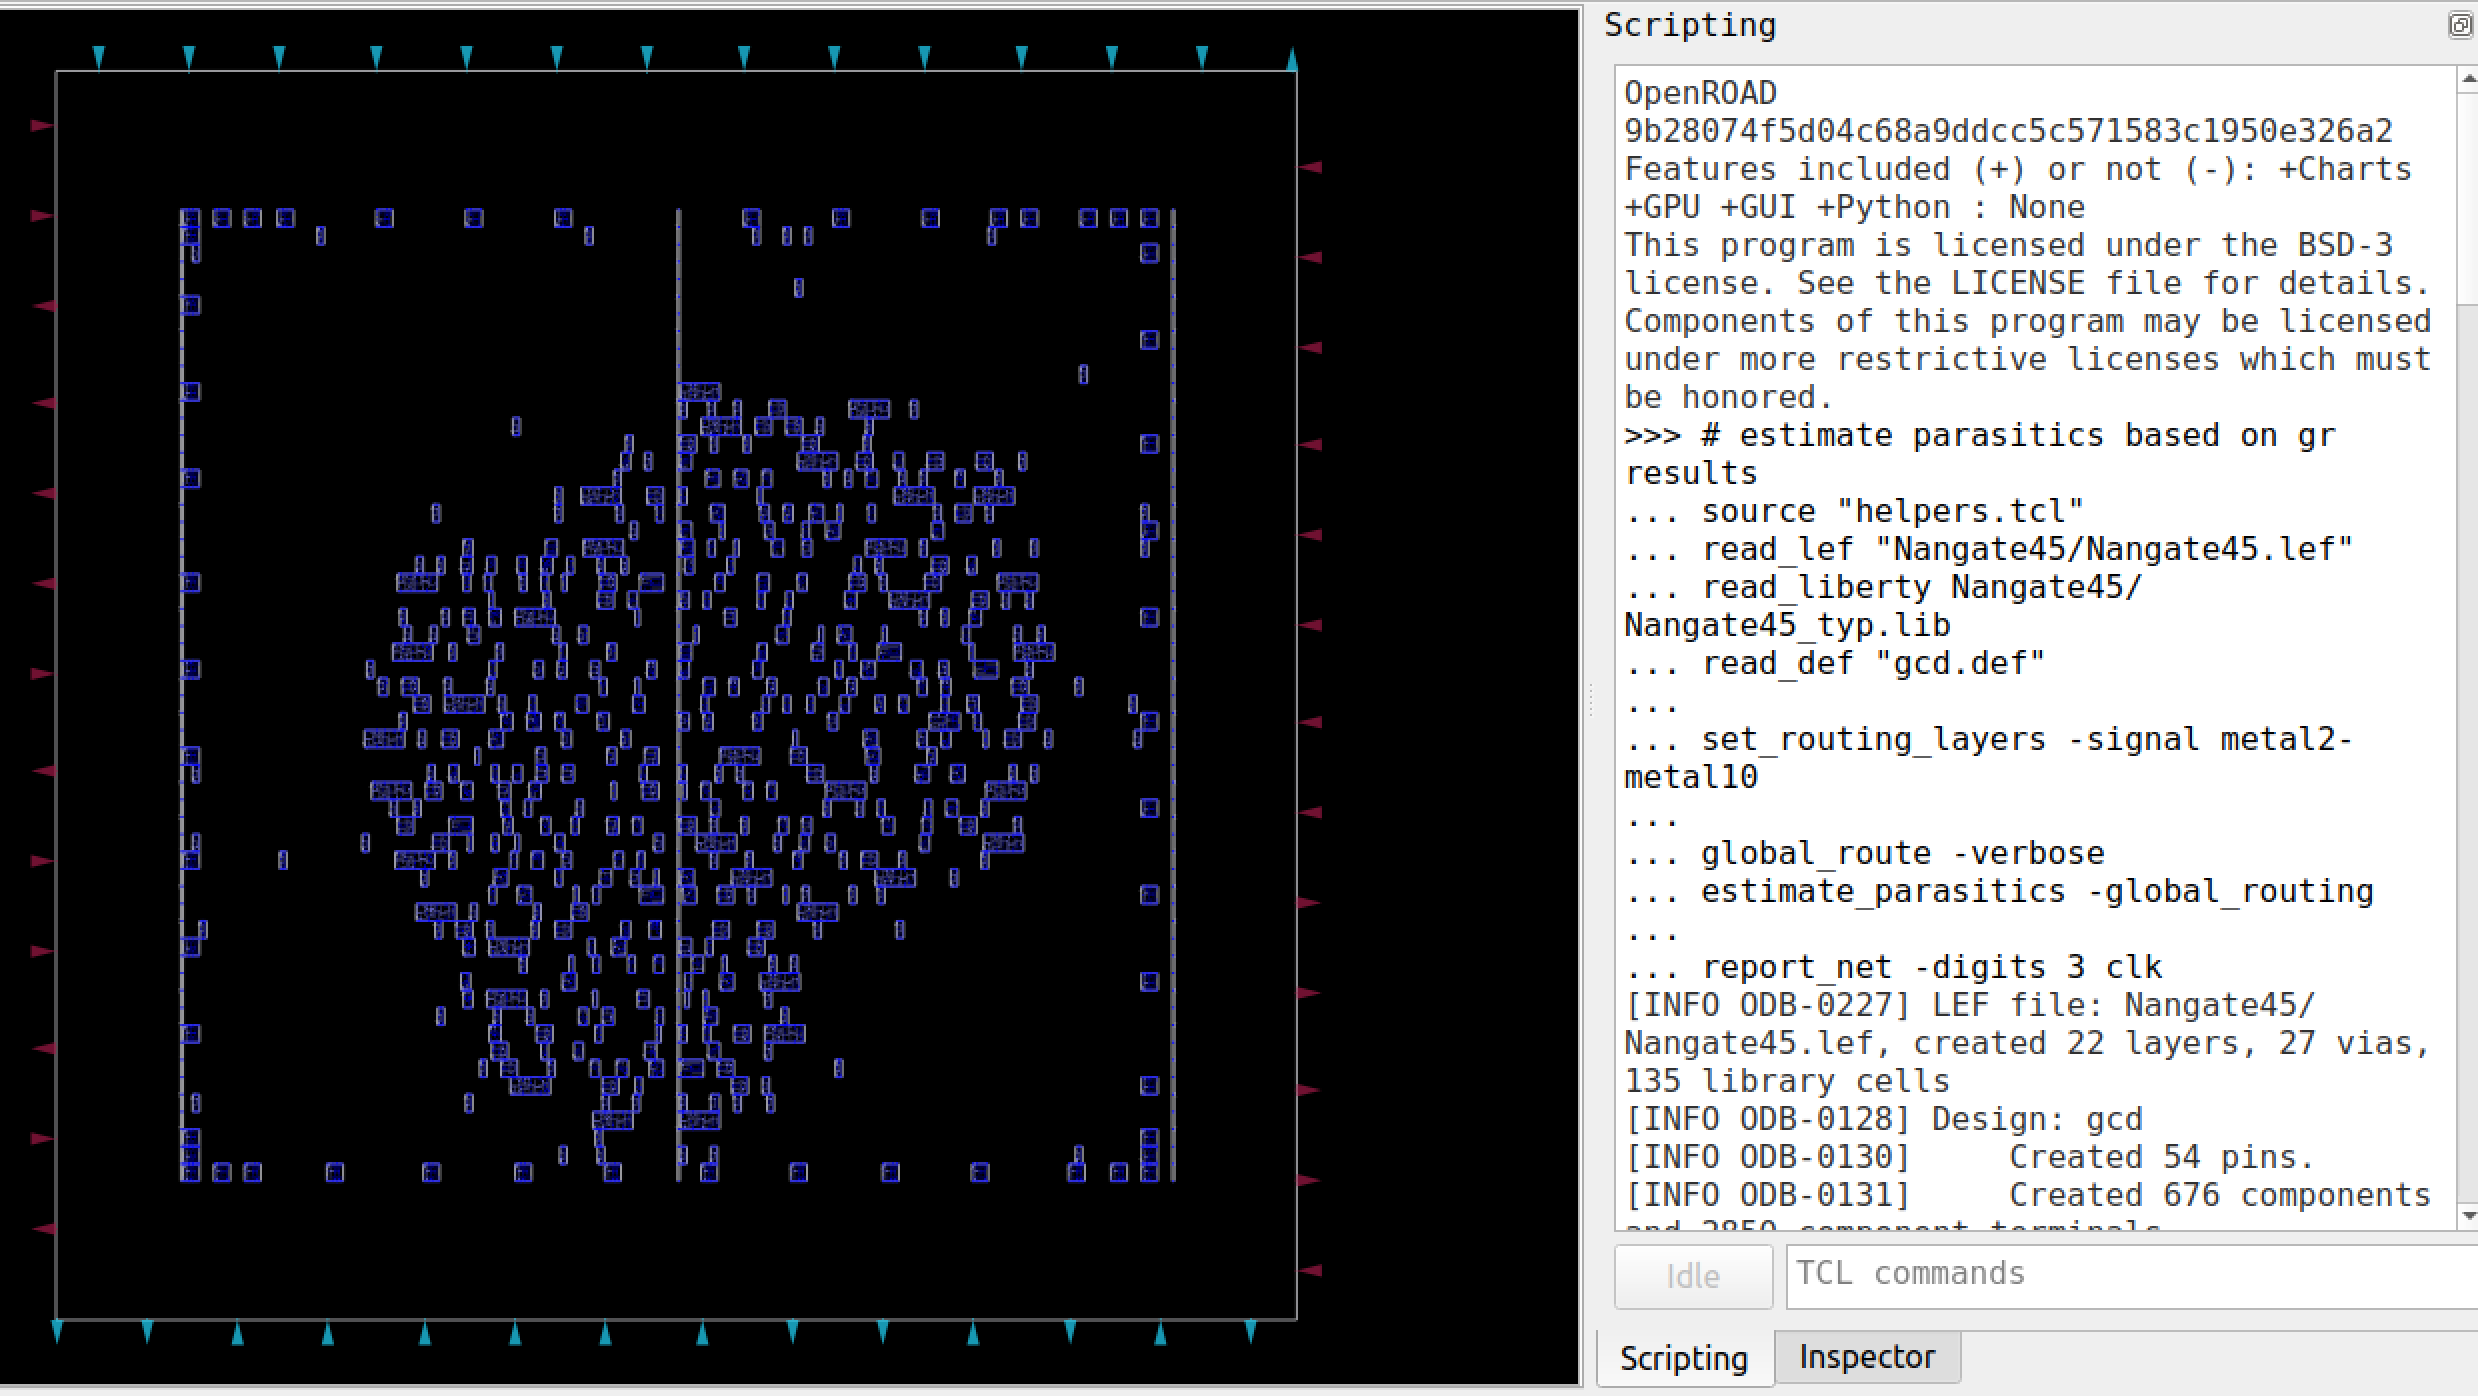 Scripting
OpenROAD
9b28074f5d04c68a9ddcc5c571583c1950e326a2
Features included (+) or not (-): +Charts
+GPU +GUI +Python : None
This program is licensed under the BSD-3
license. See the LICENSE file for details.
Components of this program may be licensed
under more restrictive licenses which must
be honored.
>>> # estimate parasitics based on gr
results
... source "helpers.tcl"
... read_lef "Nangate45/Nangate45.lef"
... read_liberty Nangate45/
Nangate45_typ.lib
... read_def "gcd.def"
...
... set_routing_layers -signal metal2-
metal10
...
... global_route -verbose
... estimate_parasitics -global_routing
...
... report_net -digits 3 clk
[INFO ODB-0227] LEF file: Nangate45/
Nangate45.lef, created 22 layers, 27 vias,
135 library cells
[INFO ODB-0128] Design: gcd
[INFO ODB-0130]     Created 54 pins.
[INFO ODB-0131]     Created 676 components
and 2850 component-terminals
Idle
TCL commands
Scripting
Inspector